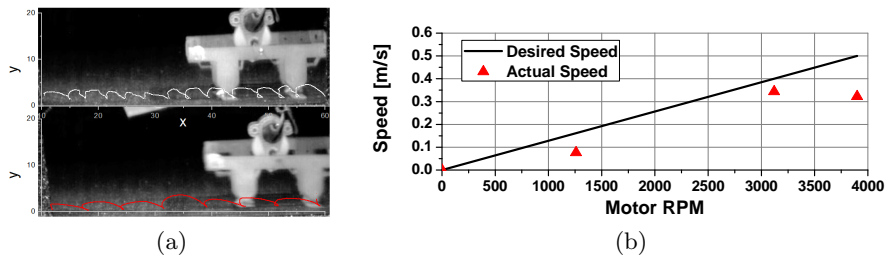 20
10
0
y
10 20 30 40 50 60
X
20
10
0
y
(a)
0.6
0.5
0.4
0.3
0.2
0.1
0.0
Speed [m/s]
Desired Speed
Actual Speed
0 500 1000 1500 2000 2500 3000 3500 4000
Motor RPM
(b)